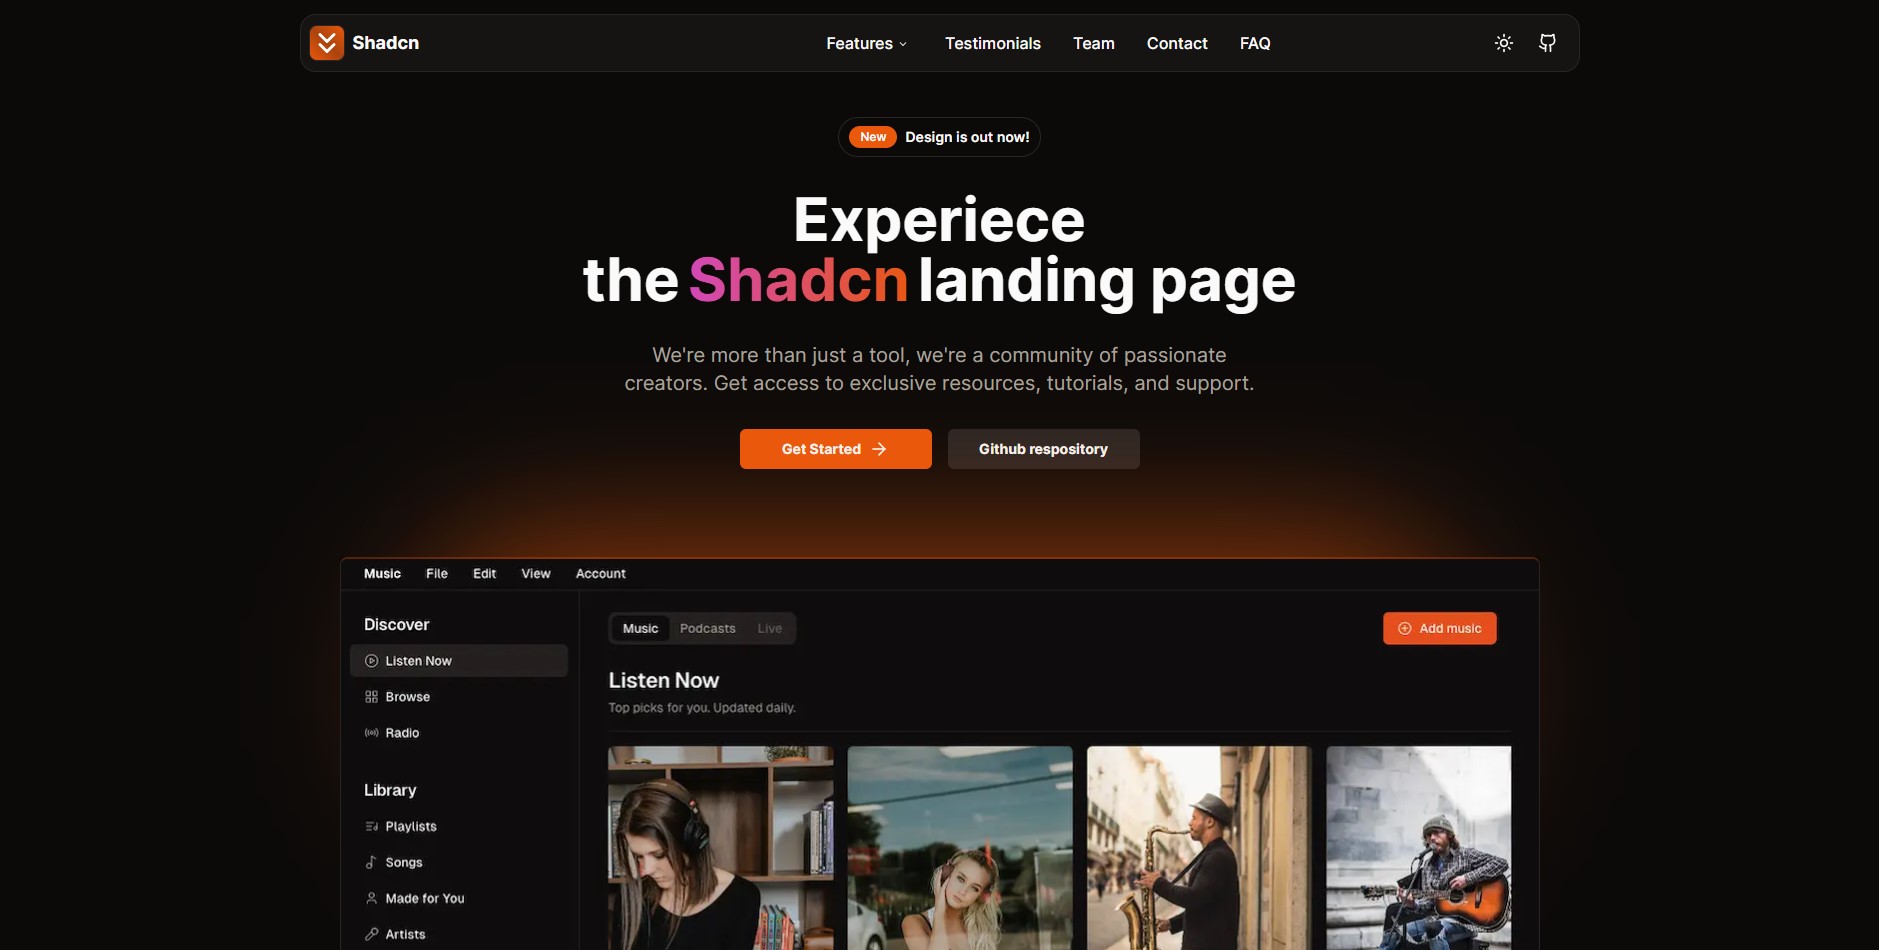 Shadcn
Features
Testimonials
Team
Contact
FAQ
New Design is out now!
Experiece
the Shadcn landing page
We're more than just a tool, we're a community of passionate
creators. Get access to exclusive resources, tutorials, and support.
Get Started
Github respository
Music
File
Edit
View
Account
Discover
Listen Now
Browse
Radio
Library
Playlists
Songs
Made for You
Artists
Music
Podcasts
Live
Add music
Listen Now
Top picks for you. Updated daily.